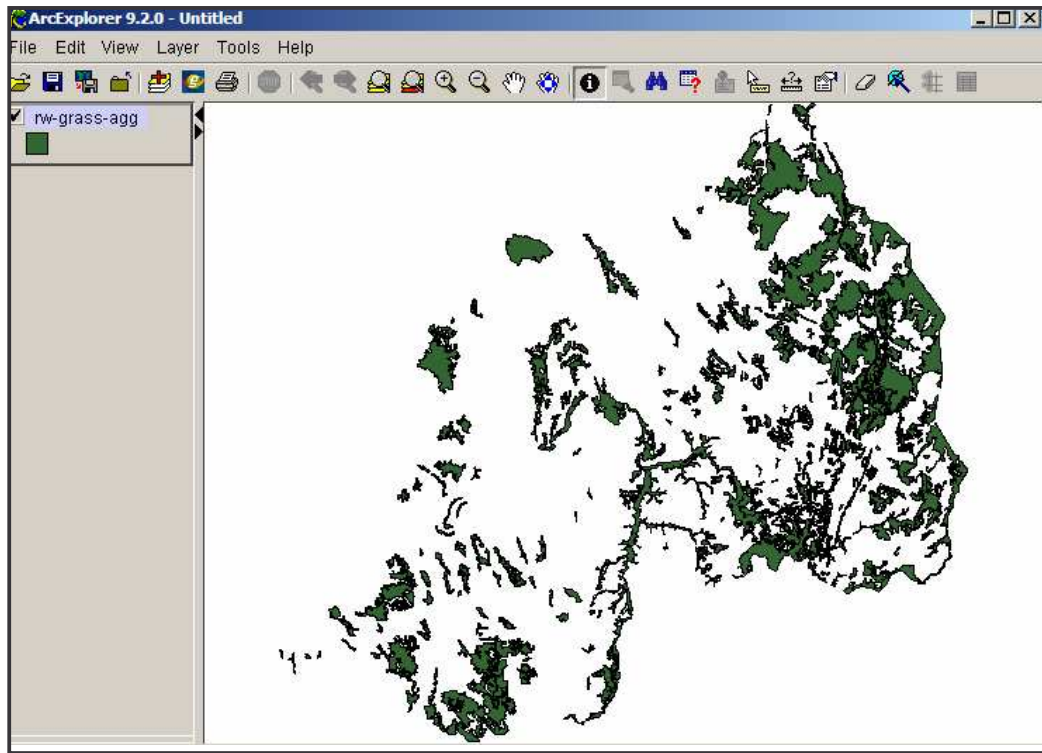 ArcExplorer 9.2.0 - Untitled
File Edit View Layer Tools Help
rw-grass-agg